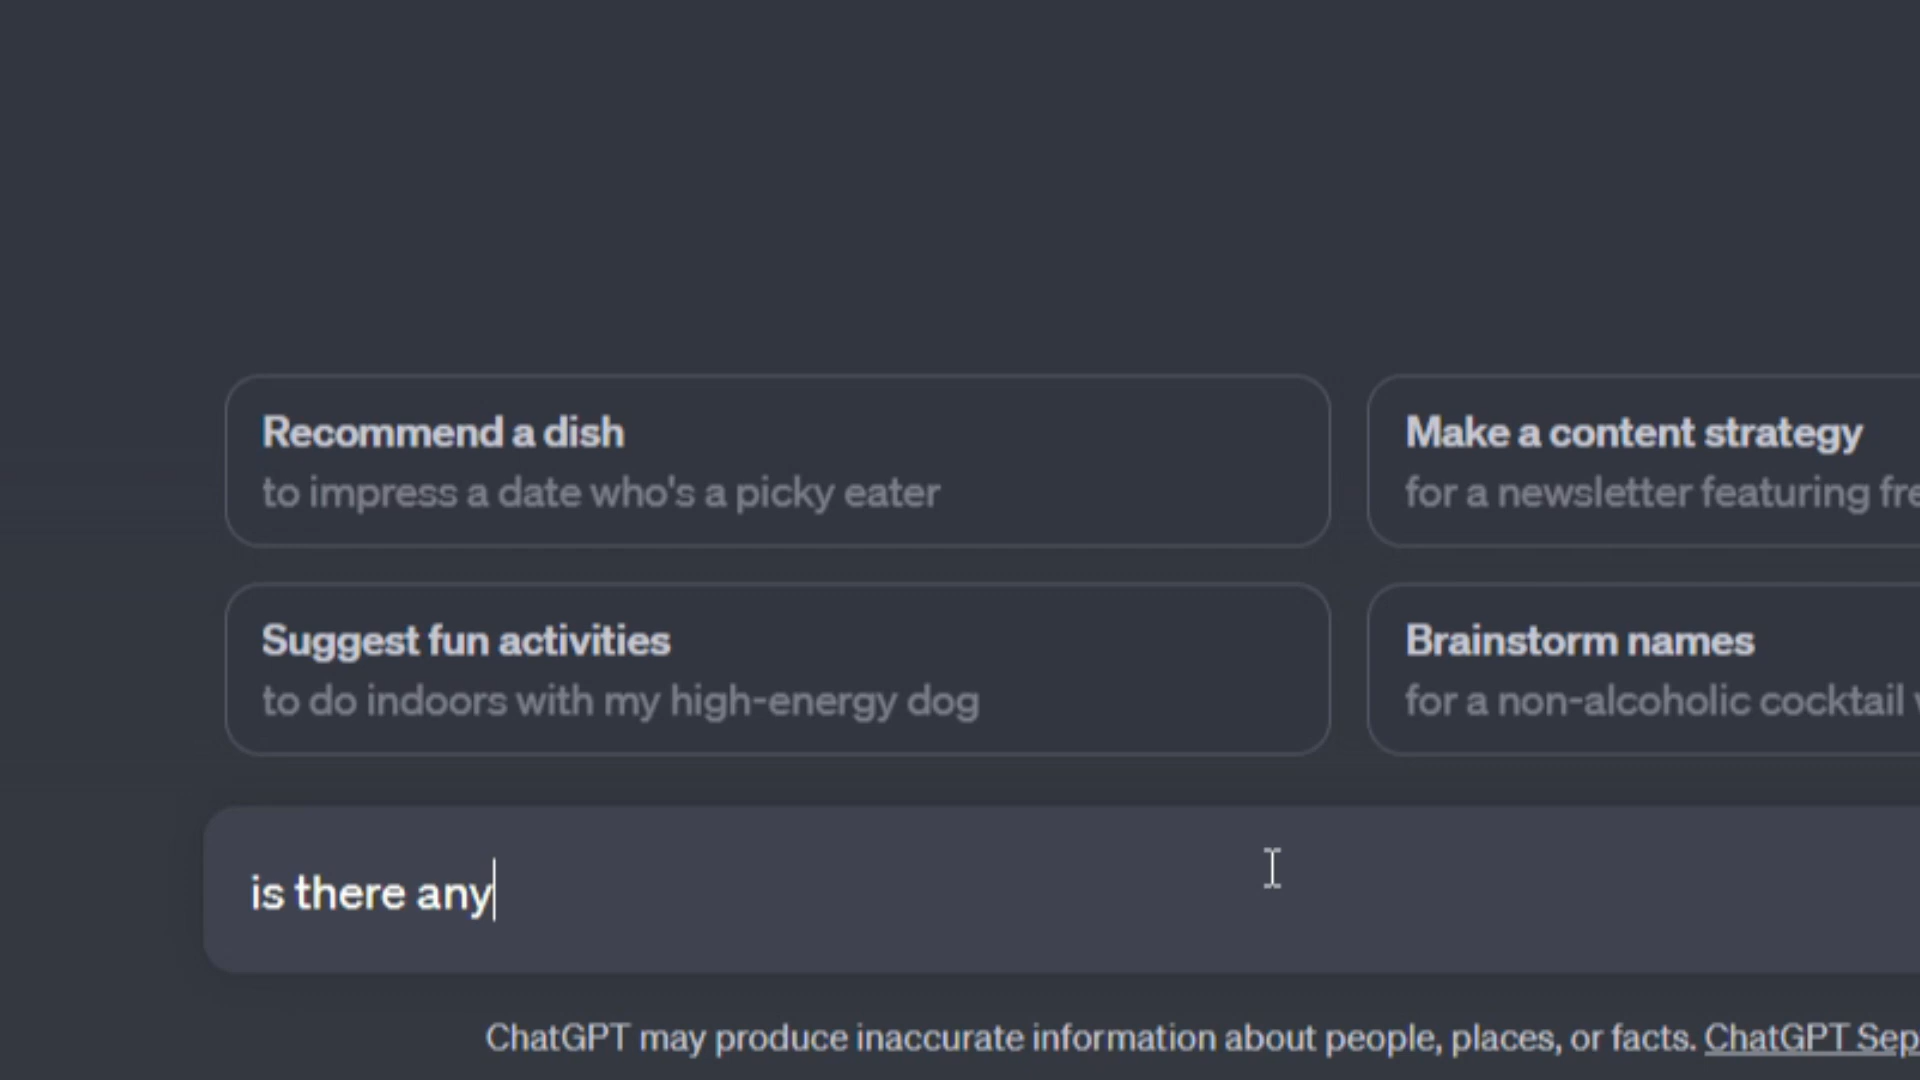 Recommend a dish
to impress a date who's a picky eater
Make a content strategy
for a newsletter featuring
Suggest fun activities
to do indoors with my high-energy dog
Brainstorm names
for a non-alcoholic cocktail
is there any
ChatGPT may produce inaccurate information about people, places, or facts. ChatGPT Sep